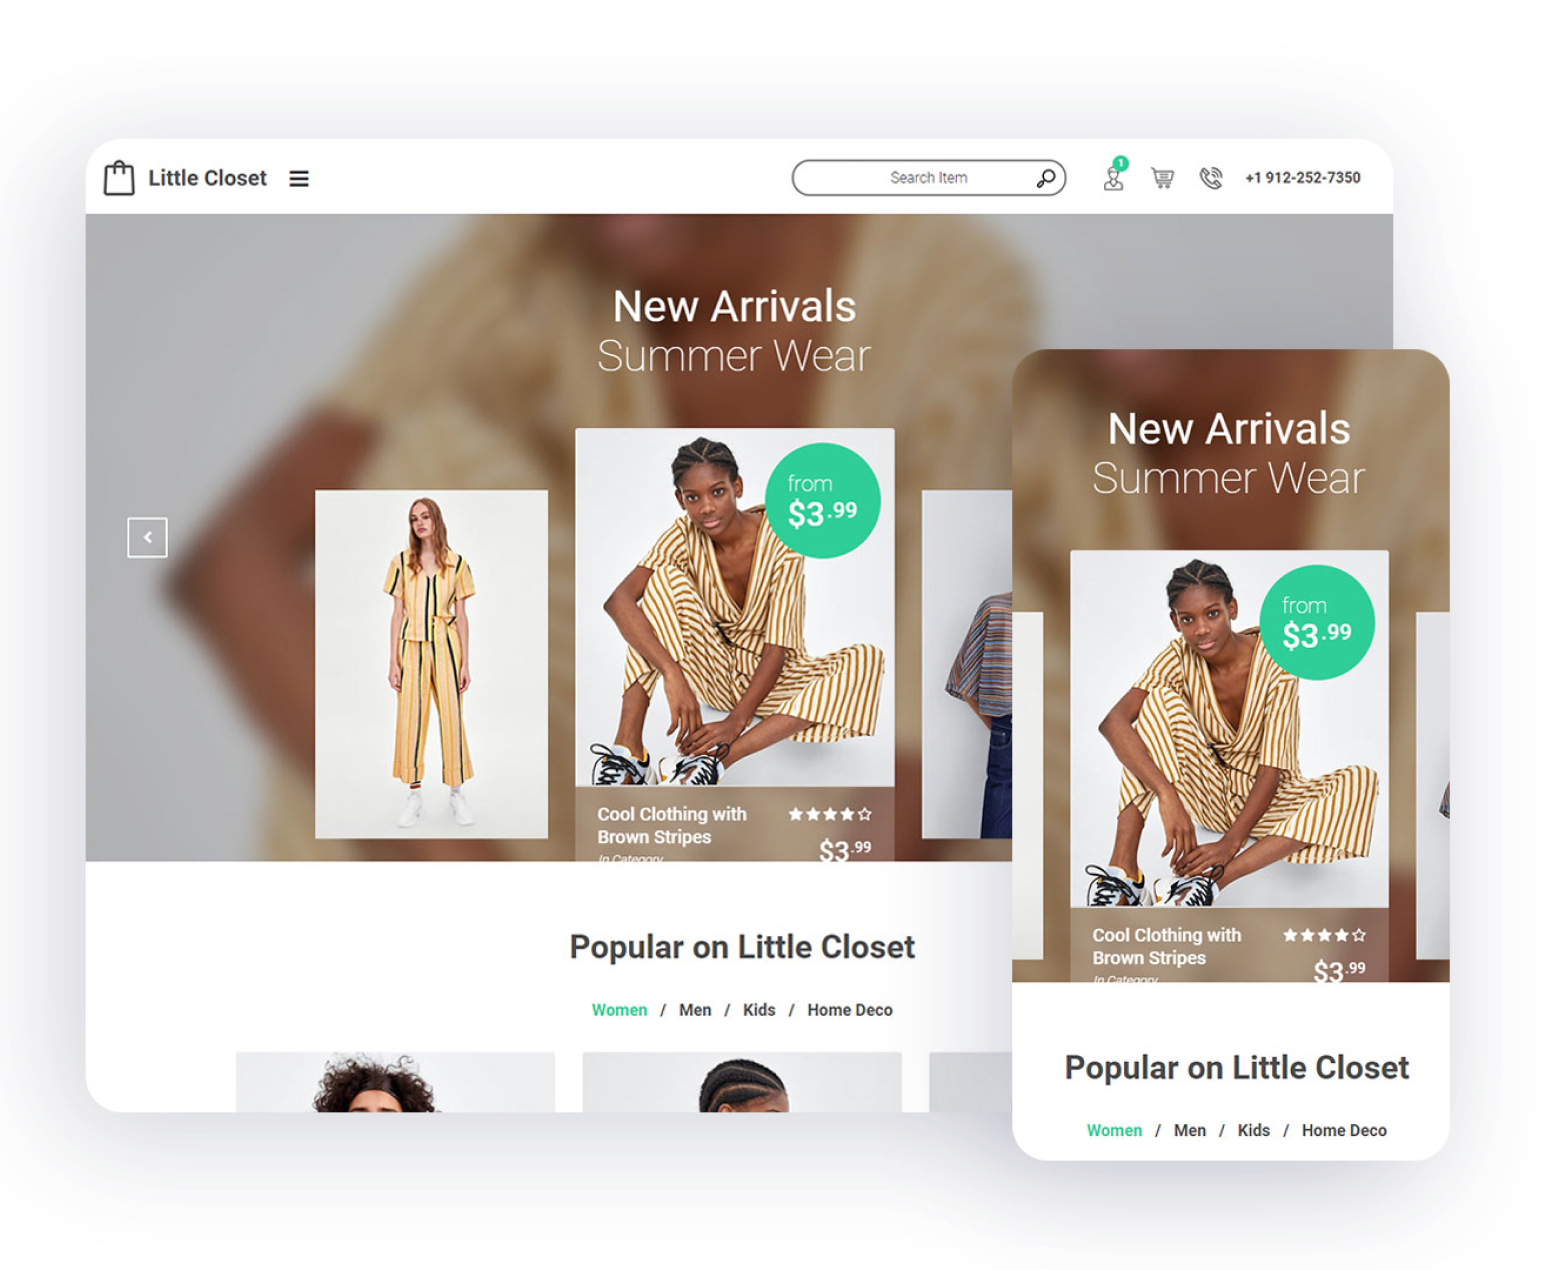 Little Closet
Search Item
1
+1 912-252-7350
New Arrivals
Summer Wear
from
$3.99
Cool Clothing with
Brown Stripes
In Category
$3.99
Popular on Little Closet
Women / Men / Kids / Home Deco
New Arrivals
Summer Wear
from
$3.99
Cool Clothing with
Brown Stripes
In Category
$3.99
Popular on Little Closet
Women / Men / Kids / Home Deco